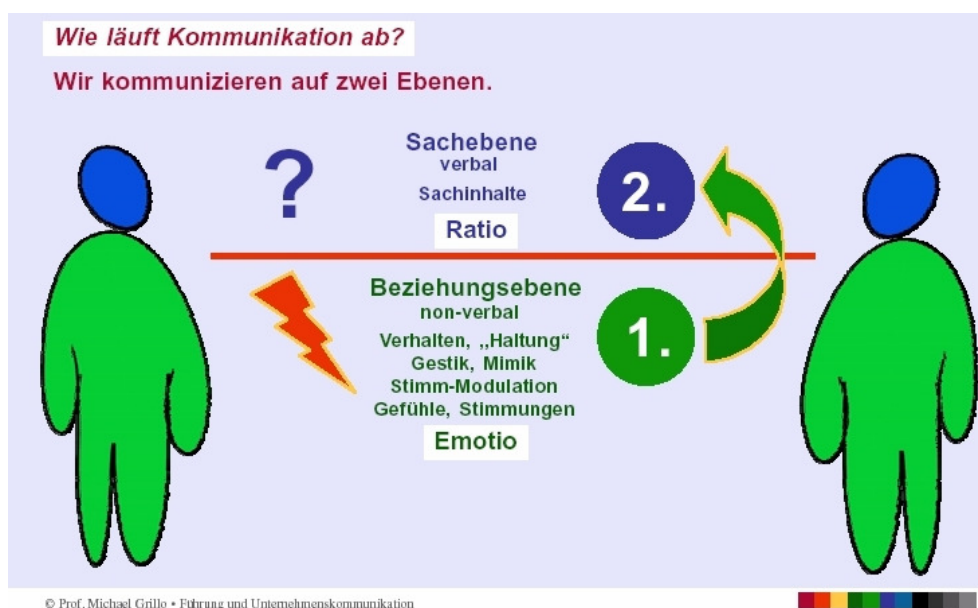 Wie läuft Kommunikation ab?
Wir kommunizieren auf zwei Ebenen.
?
Sachebene
verbal
Sachinhalte
Ratio
2.
Beziehungsebene
non-verbal
Verhalten, „Haltung“
Gestik, Mimik
Stimm-Modulation
Gefühle, Stimmungen
Emotio
1.
© Prof. Michael Grillo • Führung und Unternehmenskommunikation